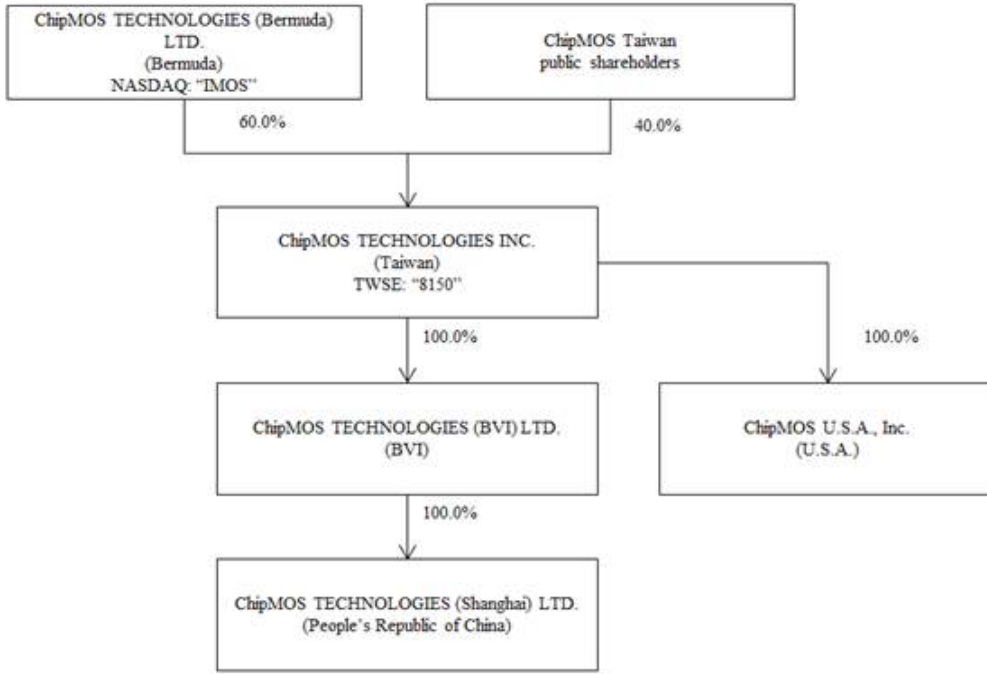 ChipMOS TECHNOLOGIES (Bermuda)
LTD.
(Bermuda)
NASDAQ: “IMOS”
ChipMOS Taiwan
public shareholders
60.0%
40.0%
ChipMOS TECHNOLOGIES INC.
(Taiwan)
TWSE: “8150”
100.0%
100.0%
ChipMOS TECHNOLOGIES (BVI) LTD.
(BVI)
ChipMOS U.S.A., Inc.
(U.S.A.)
100.0%
ChipMOS TECHNOLOGIES (Shanghai) LTD.
(People’s Republic of China)